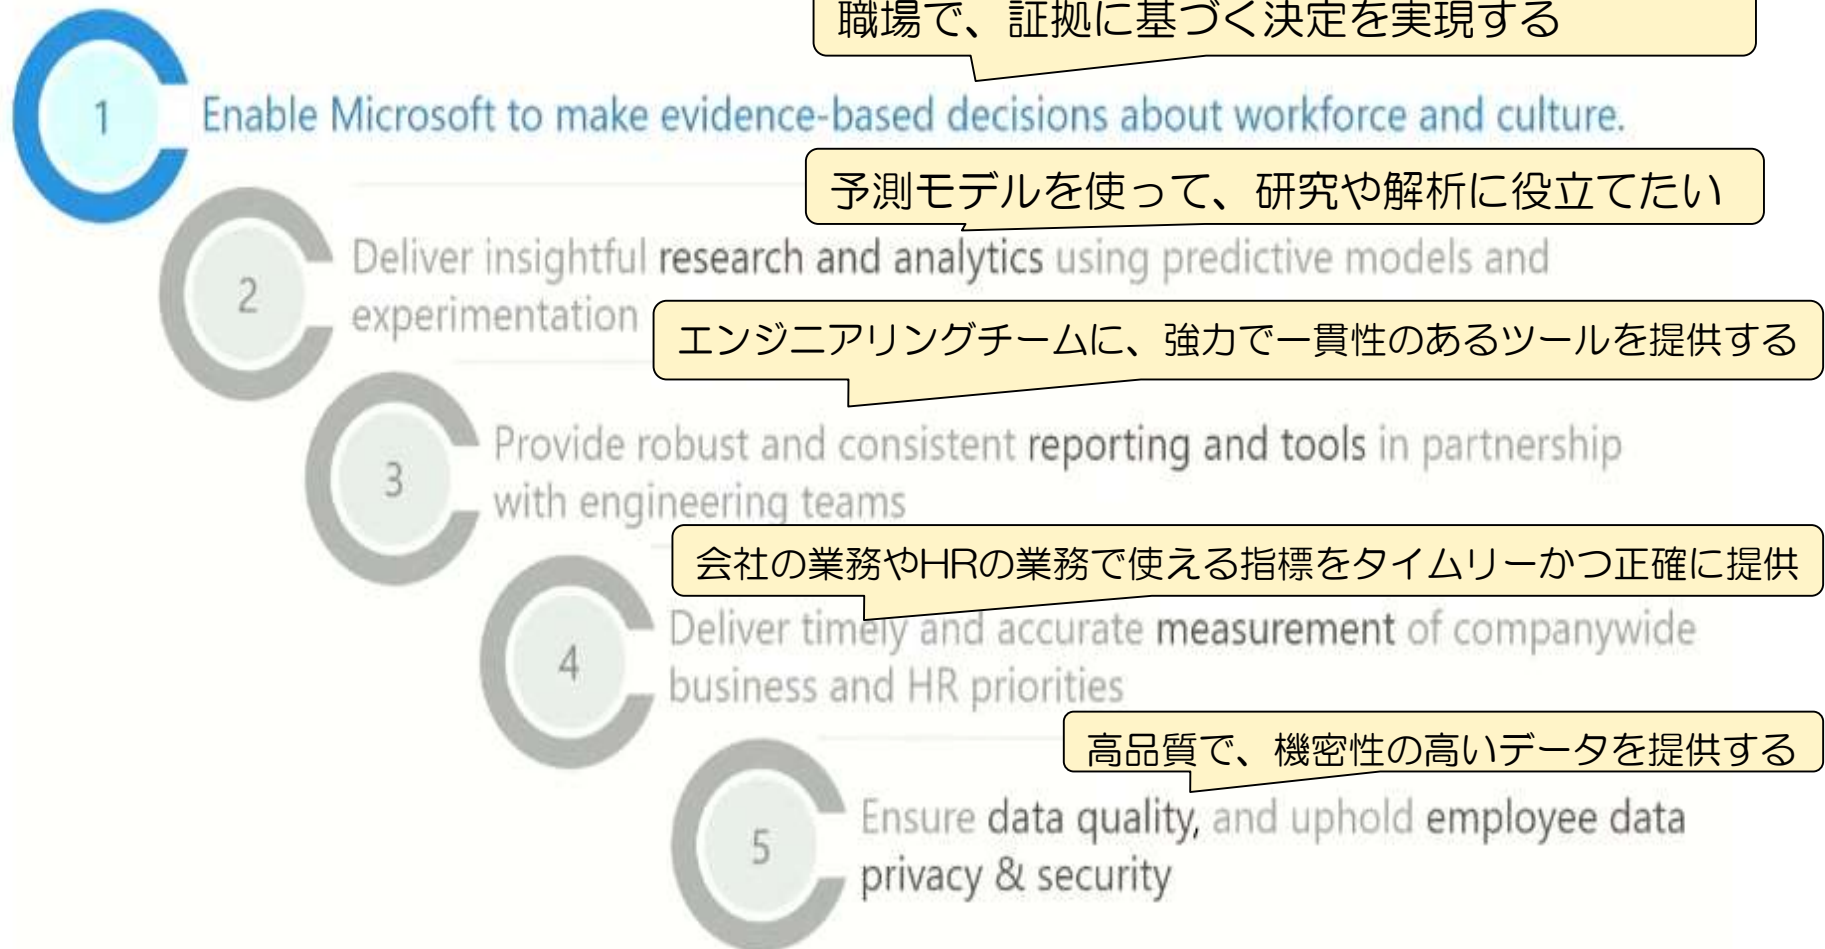 職場で、証拠に基づく決定を実現する
1
Enable Microsoft to make evidence-based decisions about workforce and culture.
予測モデルを使って、研究や解析に役立てたい
2
Deliver insightful research and analytics using predictive models and
experimentation
エンジニアリングチームに、強力で一貫性のあるツールを提供する
3
Provide robust and consistent reporting and tools in partnership
with engineering teams
会社の業務やHRの業務で使える指標をタイムリーかつ正確に提供
4
Deliver timely and accurate measurement of companywide
business and HR priorities
高品質で、機密性の高いデータを提供する
5
Ensure data quality, and uphold employee data
privacy & security